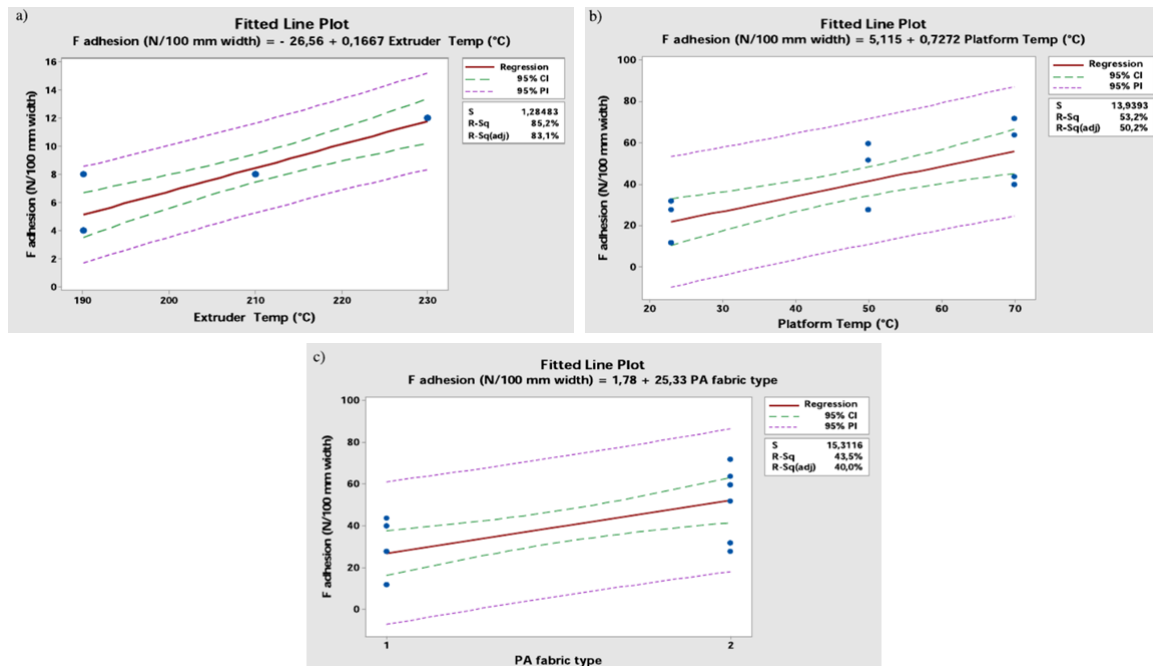 a)
Fitted Line Plot
F adhesion (N/100 mm width) = - 26,56 + 0,1667 Extruder Temp (°C)
F adhesion (N/100 mm width)
16
14
12
10
8
6
4
2
0
190
200
210
220
230
Extruder Temp (°C)
Regression
95% CI
95% PI
S 1,28483
R-Sq 85,2%
R-Sq(adj) 83,1%
b)
Fitted Line Plot
F adhesion (N/100 mm width) = 5,115 + 0,7272 Platform Temp (°C)
F adhesion (N/100 mm width)
100
80
60
40
20
0
20
30
40
50
60
70
Platform Temp (°C)
Regression
95% CI
95% PI
S 13,9393
R-Sq 53,2%
R-Sq(adj) 50,2%
c)
Fitted Line Plot
F adhesion (N/100 mm width) = 1,78 + 25,33 PA fabric type
F adhesion (N/100 mm width)
100
80
60
40
20
0
1
2
PA fabric type
Regression
95% CI
95% PI
S 15,3116
R-Sq 43,5%
R-Sq(adj) 40,0%